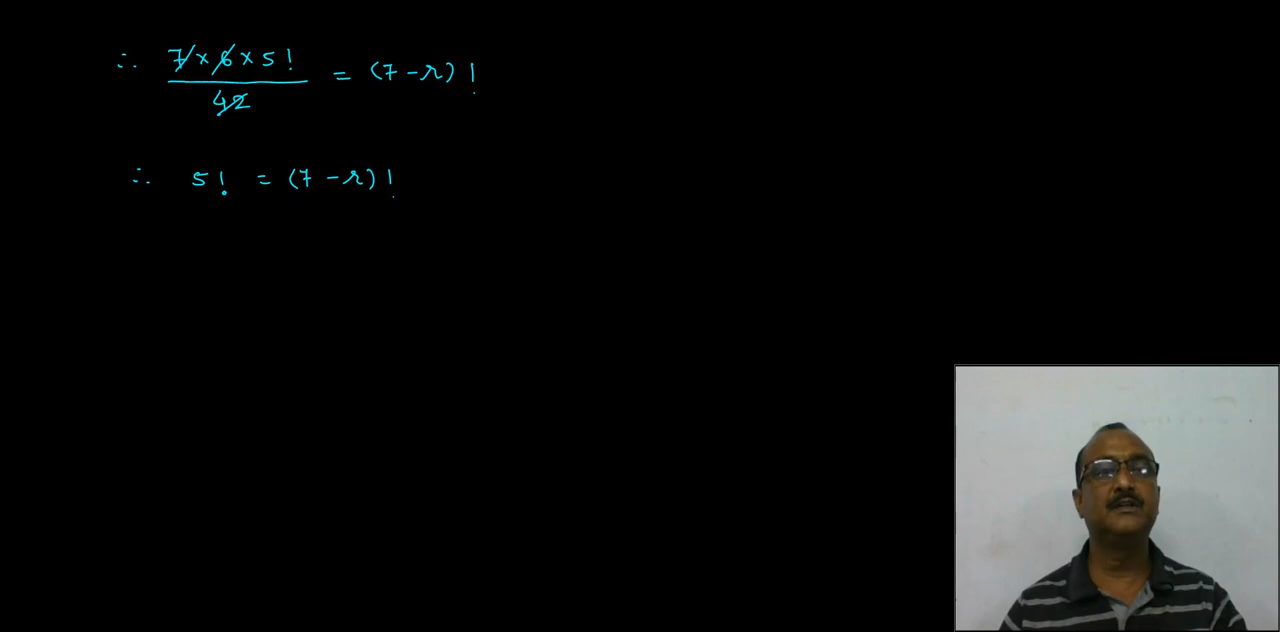 ∴ 7 × 6 × 5 ! / 42 = (7 - r) !
∴ 5 ! = (7 - r) !